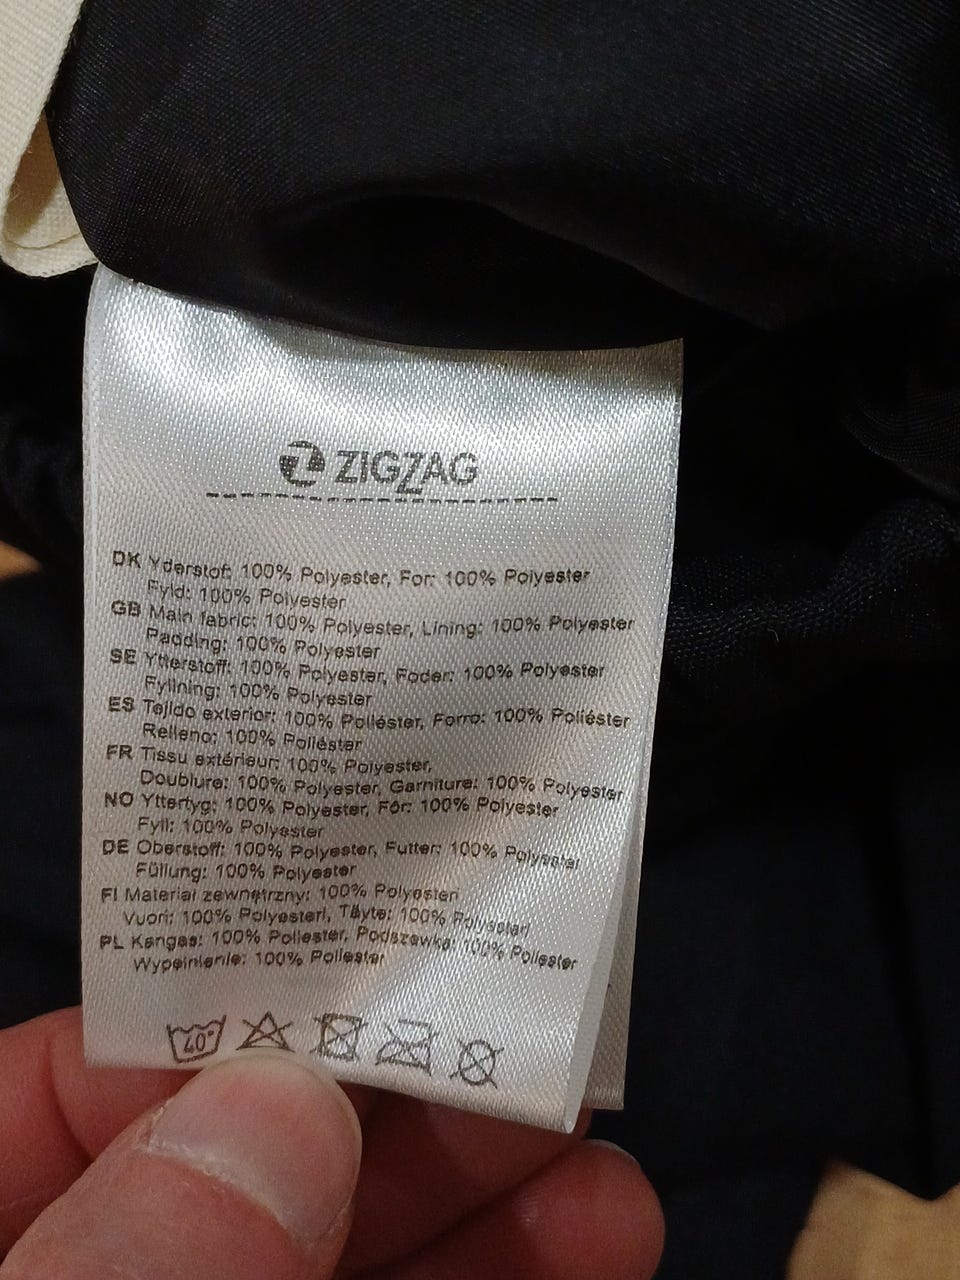 ZIGZAG
DK Yderstof: 100% Polyester, For: 100% Polyester
Fyld: 100% Polyester
GB Main fabric: 100% Polyester, Lining: 100% Polyester
Padding: 100% Polyester
SE Ytterstoff: 100% Polyester, Foder: 100% Polyester
Fyllning: 100% Polyester
ES Tejido exterior: 100% Poliéster, Forro: 100% Poliéster
Relleno: 100% Poliéster
FR Tissu extérieur: 100% Polyester,
Doublure: 100% Polyester, Garniture: 100% Polyester
NO Yttertyg: 100% Polyester, Fôr: 100% Polyester
Fyll: 100% Polyester
DE Oberstoff: 100% Polyester, Futter: 100% Polyester
Füllung: 100% Polyester
FI Materiał zewnętrzny: 100% Polyesteri
Vuori: 100% Polyesteri, Täyte: 100% Polyesteri
PL Kangas: 100% Poliester, Podszewka: 100% Poliester
Wypełnienie: 100% Poliester
40°